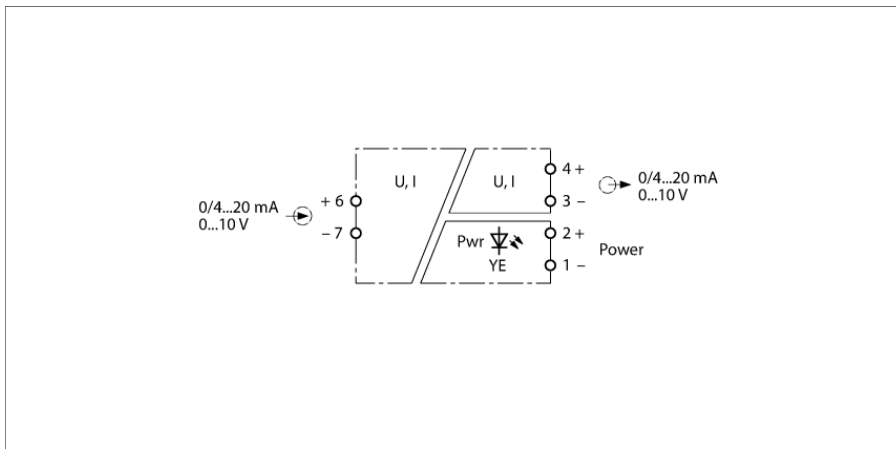 0/4...20 mA
0...10 V
+ 6
– 7
U, I
U, I
4 +
3 –
0/4...20 mA
0...10 V
Pwr
YE
2 +
1 –
Power